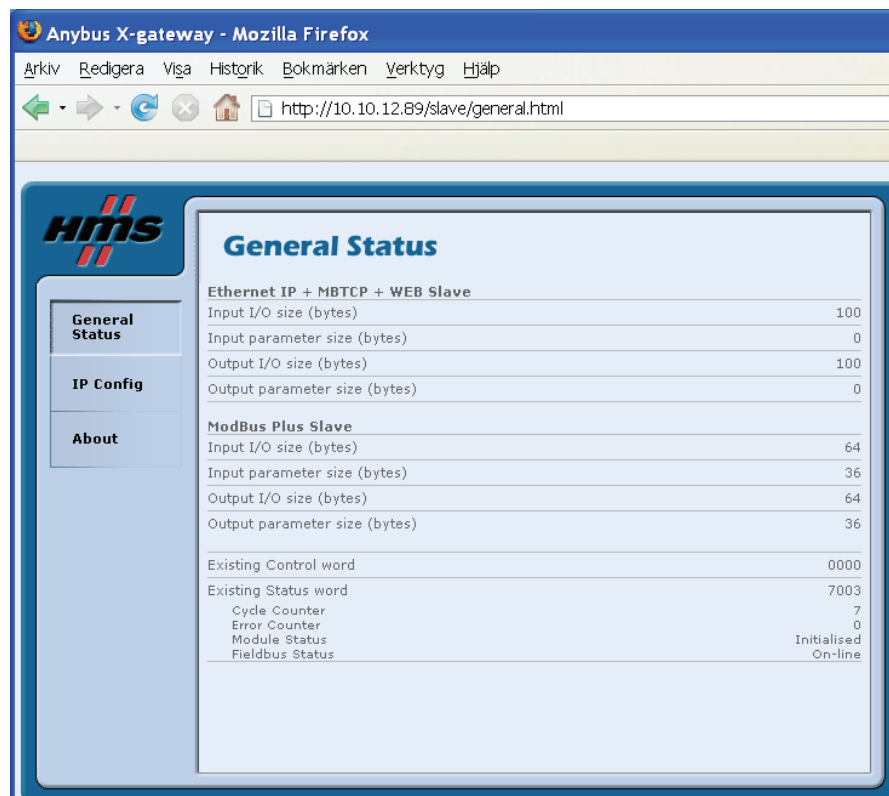 Anybus X-gateway - Mozilla Firefox
Arkiv Redigera Visa Historik Bokmärken Verktyg Hjälp
http://10.10.12.89/slave/general.html
HMS
General Status
General
Status
IP Config
About
Ethernet IP + MBTCP + WEB Slave
Input I/O size (bytes) 100
Input parameter size (bytes) 0
Output I/O size (bytes) 100
Output parameter size (bytes) 0
ModBus Plus Slave
Input I/O size (bytes) 64
Input parameter size (bytes) 36
Output I/O size (bytes) 64
Output parameter size (bytes) 36
Existing Control word 0000
Existing Status word 7003
Cycle Counter 7
Error Counter 0
Module Status Initialised
Fieldbus Status On-line